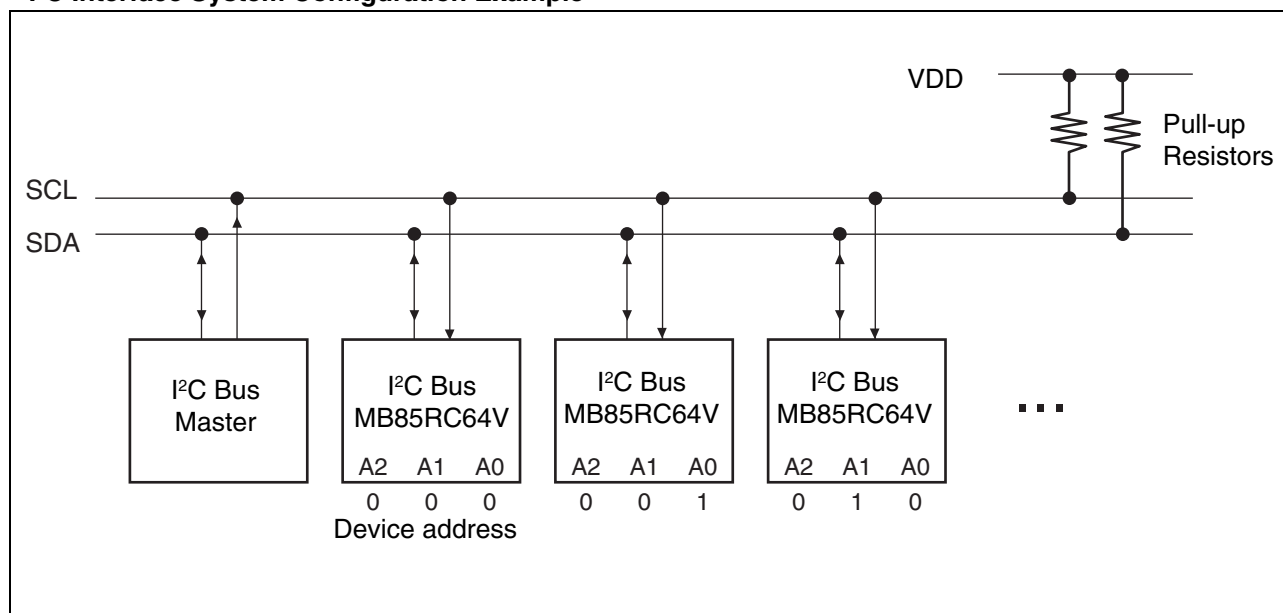 VDD
Pull-up
Resistors
SCL
SDA
I²C Bus
Master
I²C Bus
MB85RC64V
A2 A1 A0
0 0 0
Device address
I²C Bus
MB85RC64V
A2 A1 A0
0 0 1
I²C Bus
MB85RC64V
A2 A1 A0
0 1 0
...